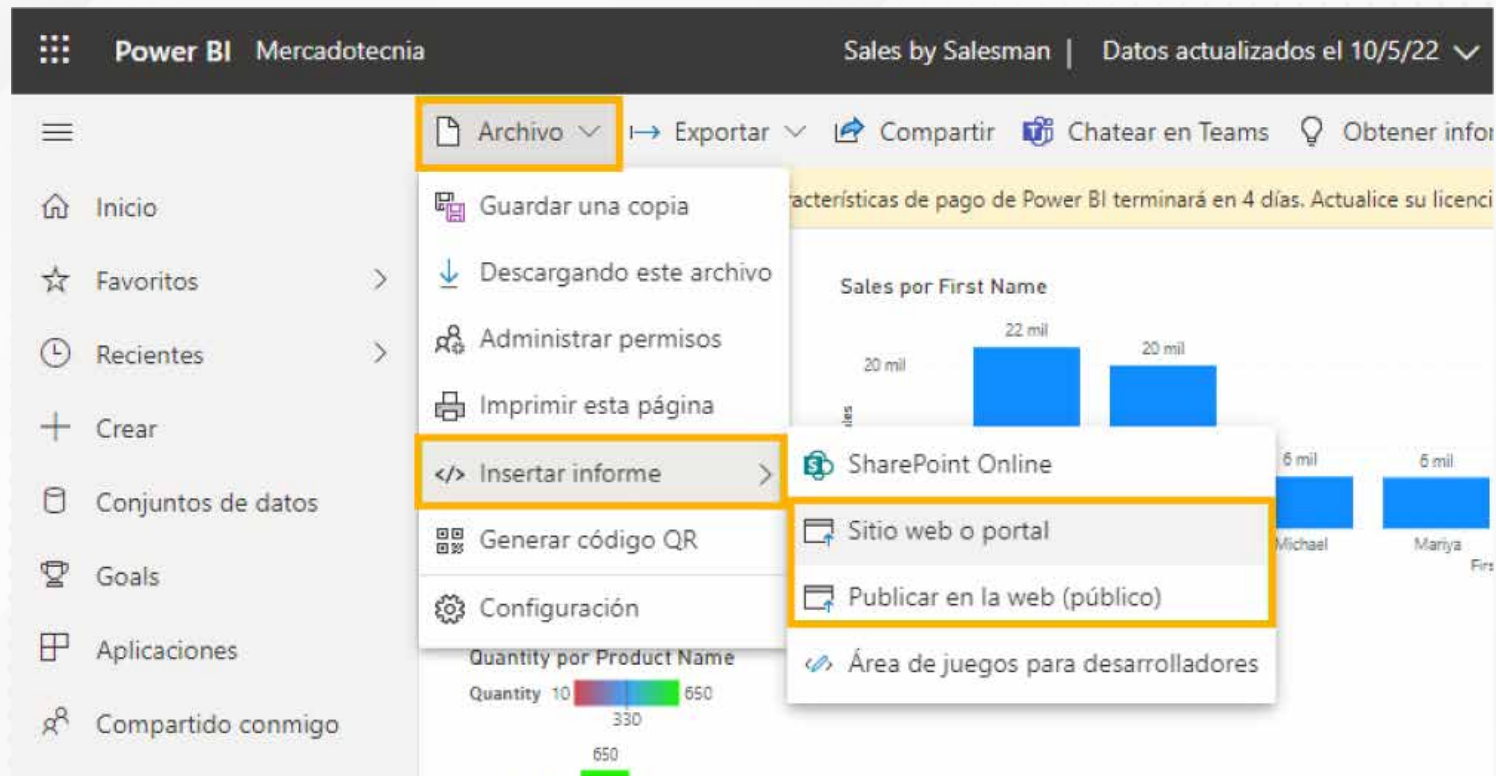 Power BI Mercadotecnia
Sales by Salesman | Datos actualizados el 10/5/22
Archivo Exportar Compartir Chatear en Teams Obtener
de pago de Power BI terminará en 4 días. Actualice su
Inicio
Favoritos
Recientes
Crear
Conjuntos de datos
Goals
Aplicaciones
Compartido conmigo
Guardar una copia
Descargando este archivo
Administrar permisos
Imprimir esta página
</> Insertar informe
Generar código QR
Configuración
SharePoint Online
Sitio web o portal
Publicar en la web (público)
Área de juegos para desarrolladores
Sales por First Name
22 mil
20 mil
20 mil
6 mil
6 mil
Michael
Mariya
Quantity por Product Name
Quantity 10 650
330
650